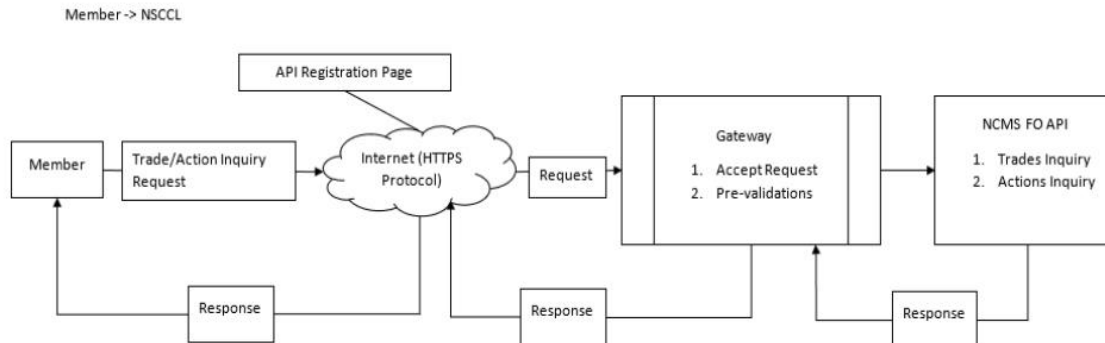 Member -> NSCCL
API Registration Page
Member
Trade/Action Inquiry
Request
Internet (HTTPS
Protocol)
Request
Gateway
1. Accept Request
2. Pre-validations
NCMS FO API
1. Trades Inquiry
2. Actions Inquiry
Response
Response
Response